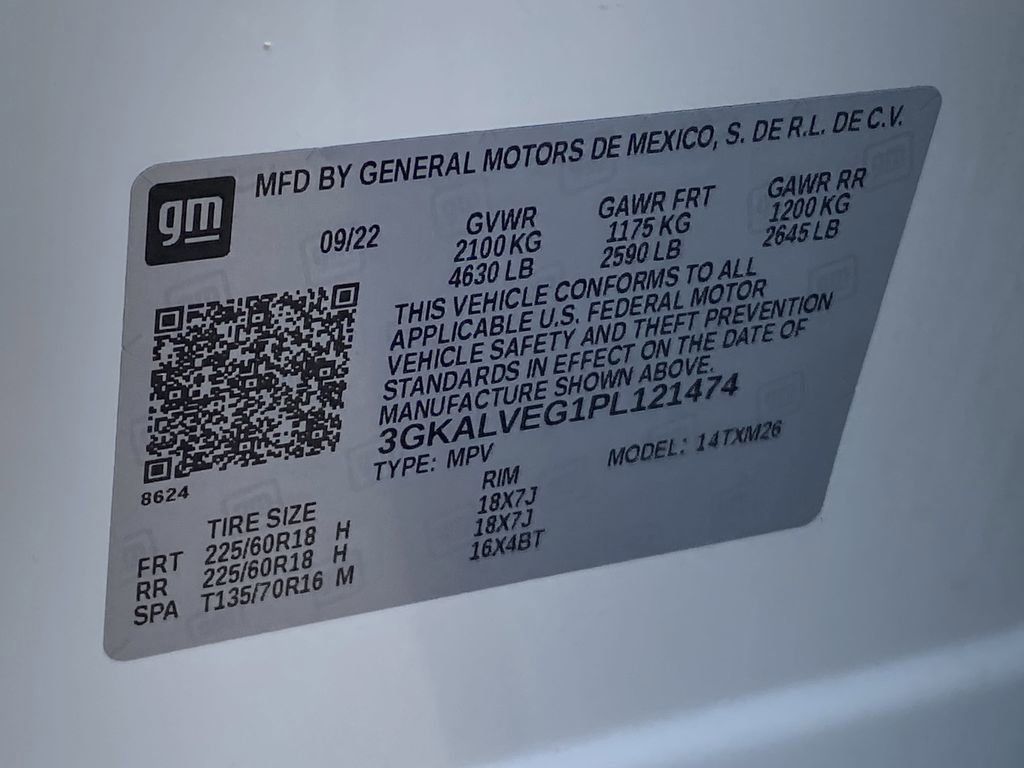 gm
MFD BY GENERAL MOTORS DE MEXICO, S. DE R.L. DE C.V.
09/22
GVWR
2100 KG
4630 LB
GAWR FRT
1175 KG
2590 LB
GAWR RR
1200 KG
2645 LB
THIS VEHICLE CONFORMS TO ALL
APPLICABLE U.S. FEDERAL MOTOR
VEHICLE SAFETY AND THEFT PREVENTION
STANDARDS IN EFFECT ON THE DATE OF
MANUFACTURE SHOWN ABOVE.
3GKALVEG1PL121474
TYPE: MPV
MODEL: 14TXM26
8624
TIRE SIZE
RIM
FRT 225/60R18 H 18X7J
RR 225/60R18 H 18X7J
SPA T135/70R16 M 16X4BT